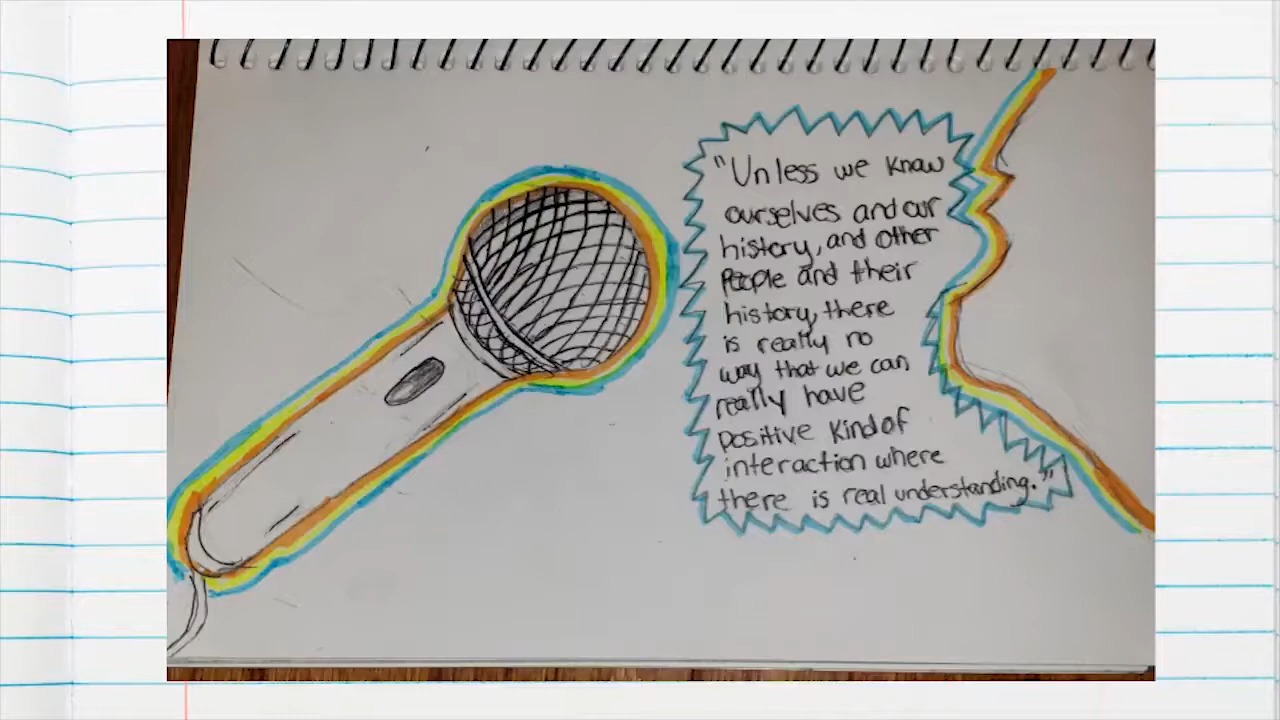 "Unless we know
ourselves and our
history, and other
People and their
history, there
is really no
way that we can
really have
positive kind of
interaction where
there is real understanding."